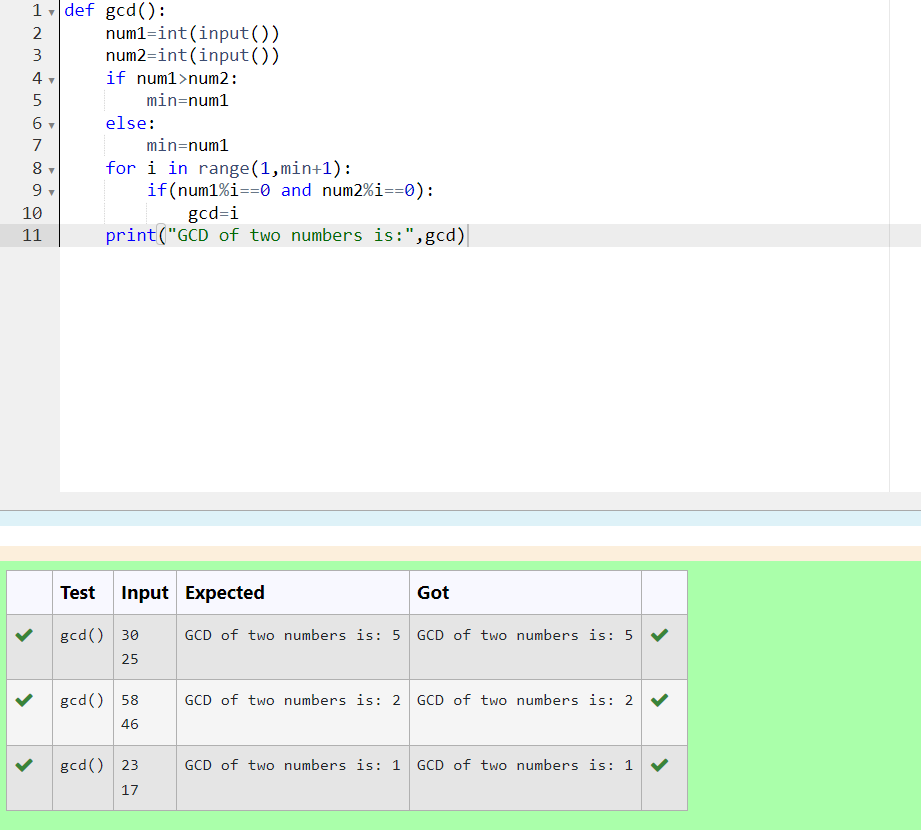 1 def gcd():
2     num1=int(input())
3     num2=int(input())
4     if num1>num2:
5         min=num1
6     else:
7         min=num1
8     for i in range(1,min+1):
9         if(num1%i==0 and num2%i==0):
10             gcd=i
11     print("GCD of two numbers is:",gcd)
Test Input Expected Got
gcd() 30 GCD of two numbers is: 5 GCD of two numbers is: 5
25
gcd() 58 GCD of two numbers is: 2 GCD of two numbers is: 2
46
gcd() 23 GCD of two numbers is: 1 GCD of two numbers is: 1
17